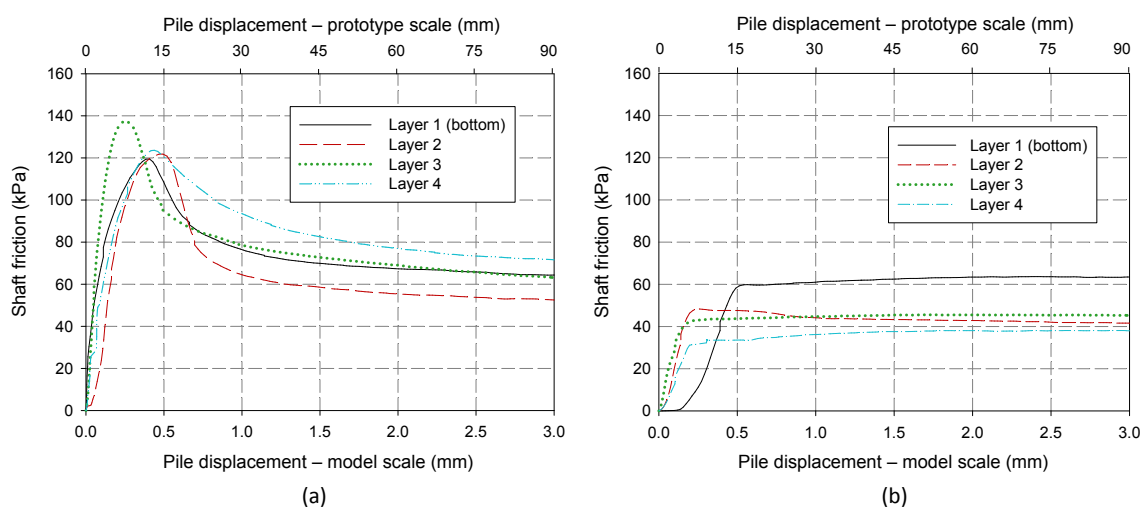 Pile displacement – prototype scale (mm)
0 15 30 45 60 75 90
160
140
120
100
80
60
40
20
0
Shaft friction (kPa)
Layer 1 (bottom)
Layer 2
Layer 3
Layer 4
0.0 0.5 1.0 1.5 2.0 2.5 3.0
Pile displacement – model scale (mm)
(a)
Pile displacement – prototype scale (mm)
0 15 30 45 60 75 90
160
140
120
100
80
60
40
20
0
Shaft friction (kPa)
Layer 1 (bottom)
Layer 2
Layer 3
Layer 4
0.0 0.5 1.0 1.5 2.0 2.5 3.0
Pile displacement – model scale (mm)
(b)